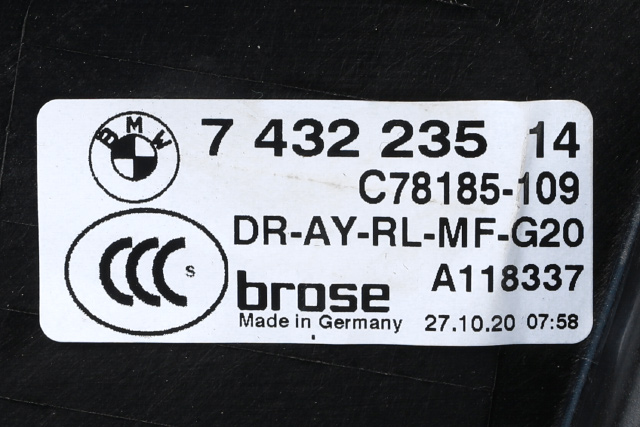 BMW
7 432 235 14
C78185-109
DR-AY-RL-MF-G20
CCC S
A118337
brose
Made in Germany 27.10.20 07:58